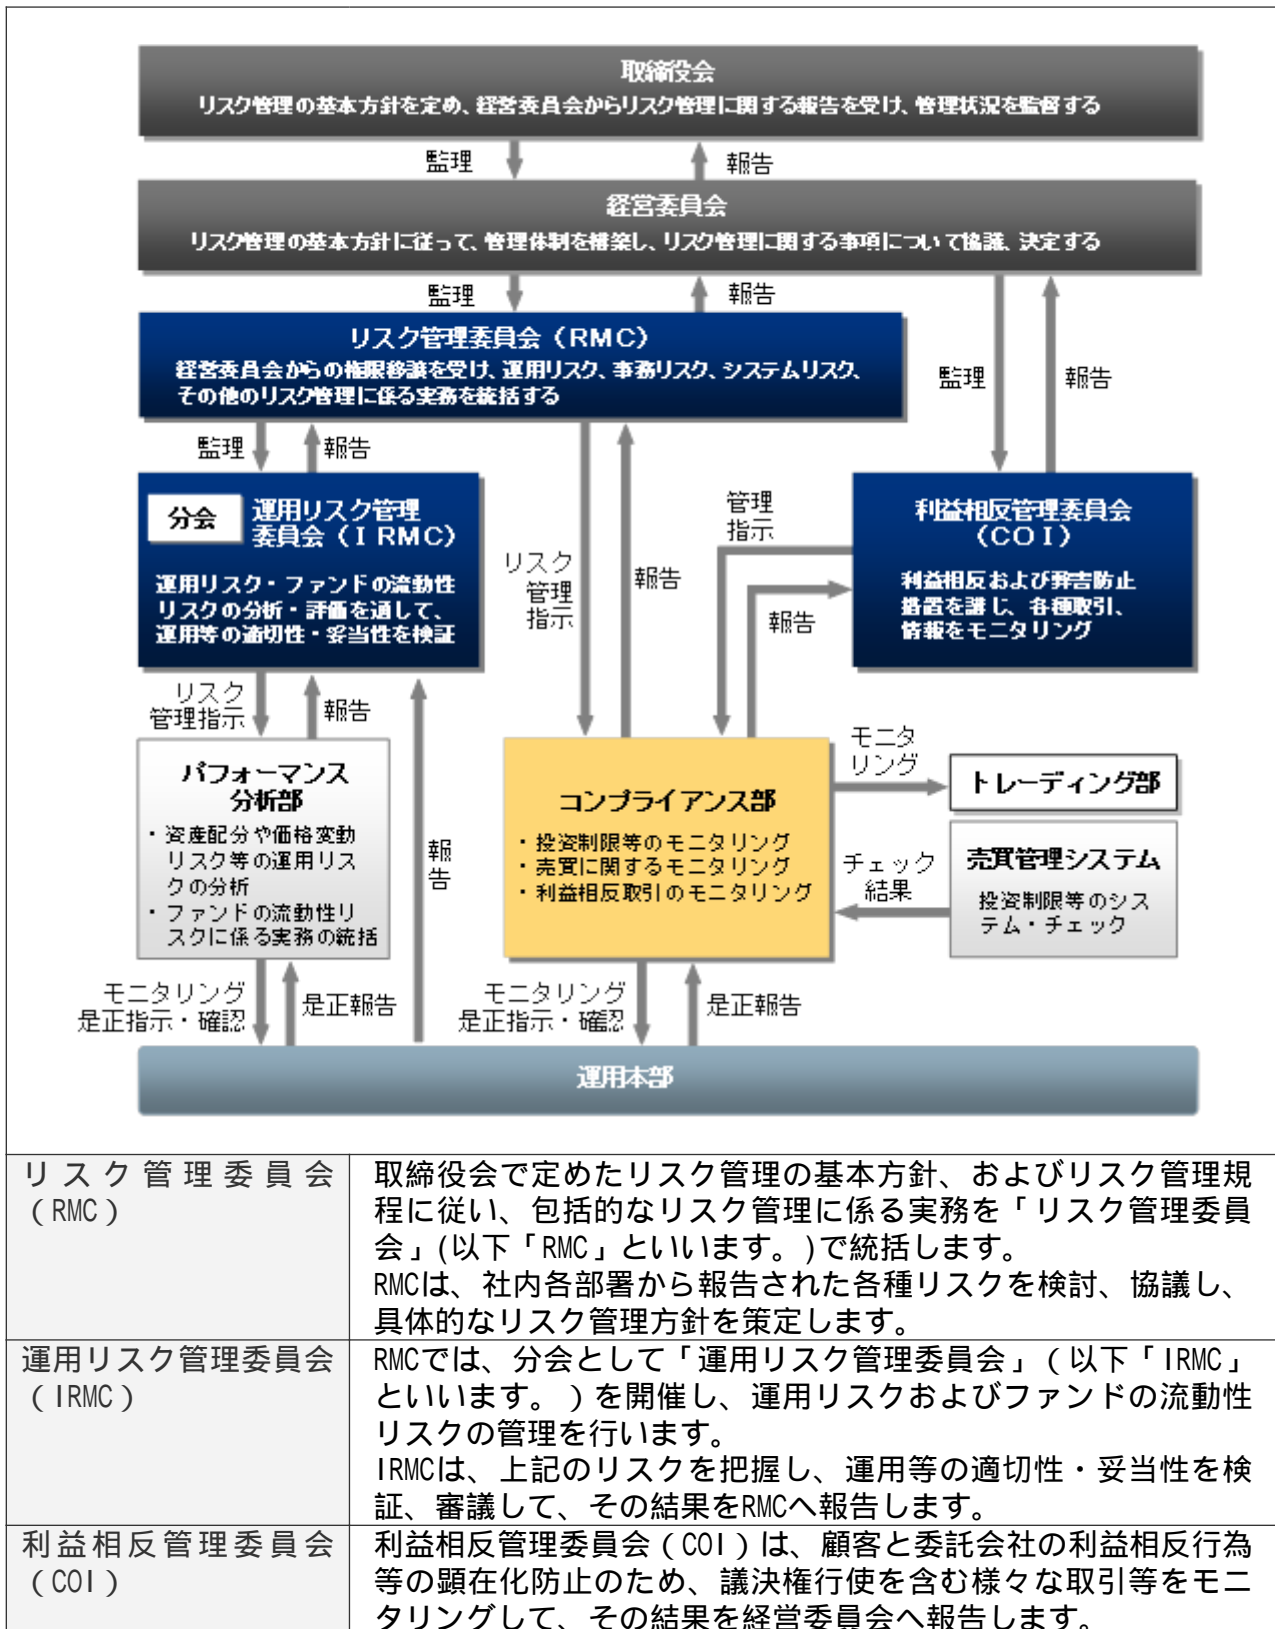 取締役会
リスク管理の基本方針を定め、経営委員会からリスク管理に関する報告を受け、管理状況を監督する
監理
報告
経営委員会
リスク管理の基本方針に従って、管理体制を構築し、リスク管理に関する事項について協議、決定する
監理
報告
リスク管理委員会（RMC）
経営委員会からの権限移譲を受け、運用リスク、事務リスク、システムリスク、
その他のリスク管理に係る実務を統括する
監理
報告
監理
報告
分会
運用リスク管理
委員会（IRMC）
運用リスク・ファンドの流動性
リスクの分析・評価を通して、
運用等の適切性・妥当性を検証
リスク
管理
指示
報告
管理
指示
報告
利益相反管理委員会
（COI）
利益相反および弊害防止
措置を講じ、各種取引、
情報をモニタリング
リスク
管理指示
報告
パフォーマンス
分析部
・資産配分や価格変動
リスク等の運用リス
クの分析
・ファンドの流動性リ
スクに係る実務の統括
報
告
コンプライアンス部
・投資制限等のモニタリング
・売買に関するモニタリング
・利益相反取引のモニタリング
モニタ
リング
トレーディング部
チェック
結果
売買管理システム
投資制限等のシス
テム・チェック
モニタリング
是正指示・確認
是正報告
モニタリング
是正指示・確認
是正報告
運用本部
リスク管理委員会
（RMC）
取締役会で定めたリスク管理の基本方針、およびリスク管理規
程に従い、包括的なリスク管理に係る実務を「リスク管理委員
会」(以下「RMC」といいます。)で統括します。
RMCは、社内各部署から報告された各種リスクを検討、協議し、
具体的なリスク管理方針を策定します。
運用リスク管理委員会
（IRMC）
RMCでは、分会として「運用リスク管理委員会」（以下「IRMC」
といいます。）を開催し、運用リスクおよびファンドの流動性
リスクの管理を行います。
IRMCは、上記のリスクを把握し、運用等の適切性・妥当性を検
証、審議して、その結果をRMCへ報告します。
利益相反管理委員会
（COI）
利益相反管理委員会（COI）は、顧客と委託会社の利益相反行為
等の顕在化防止のため、議決権行使を含む様々な取引等をモニ
タリングして、その結果を経営委員会へ報告します。